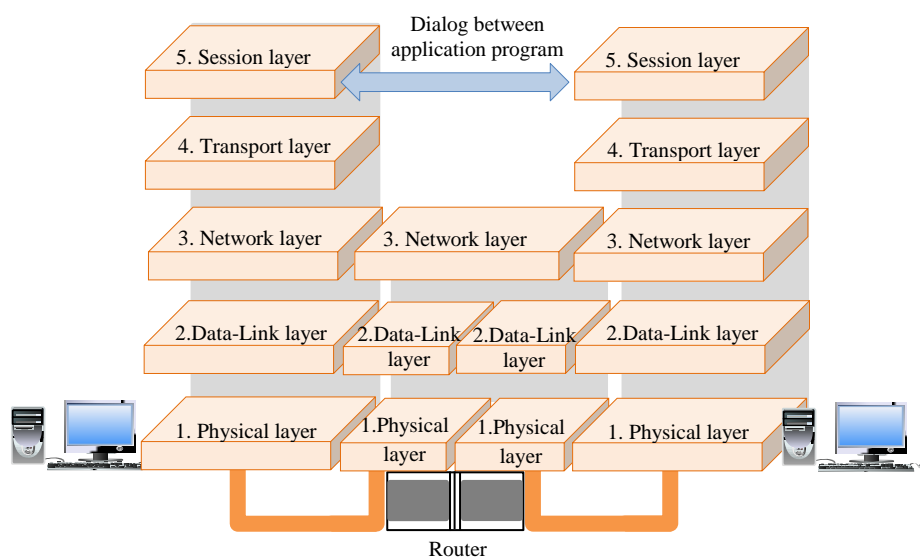 Dialog between
application program
5. Session layer
5. Session layer
4. Transport layer
4. Transport layer
3. Network layer
3. Network layer
3. Network layer
2.Data-Link layer
2.Data-Link
layer
2.Data-Link
layer
2.Data-Link layer
1. Physical layer
1.Physical
layer
1.Physical
layer
1. Physical layer
Router